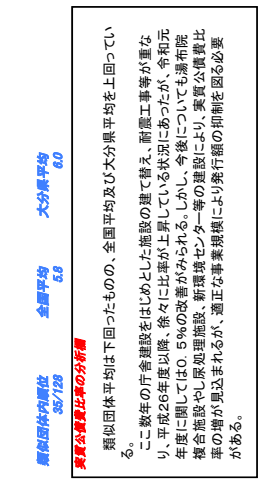 類似団体内順位 全国平均 大分県平均
35/128 5.8 6.0
実質公債費比率の分析欄
類似団体平均は下回ったものの、全国平均及び大分県平均を上回ってい
る。
ここ数年の庁舎建設をはじめとした施設の建て替え、耐震工事等が重な
り、平成26年度以降、徐々に比率が上昇している状況にあったが、令和元
年度に関しては0.5%の改善がみられる。しかし、今後についても湯布院
複合施設やし尿処理施設、新環境センター等の建設により、実質公債費比
率の増が見込まれるが、適正な事業規模により発行額の抑制を図る必要
がある。